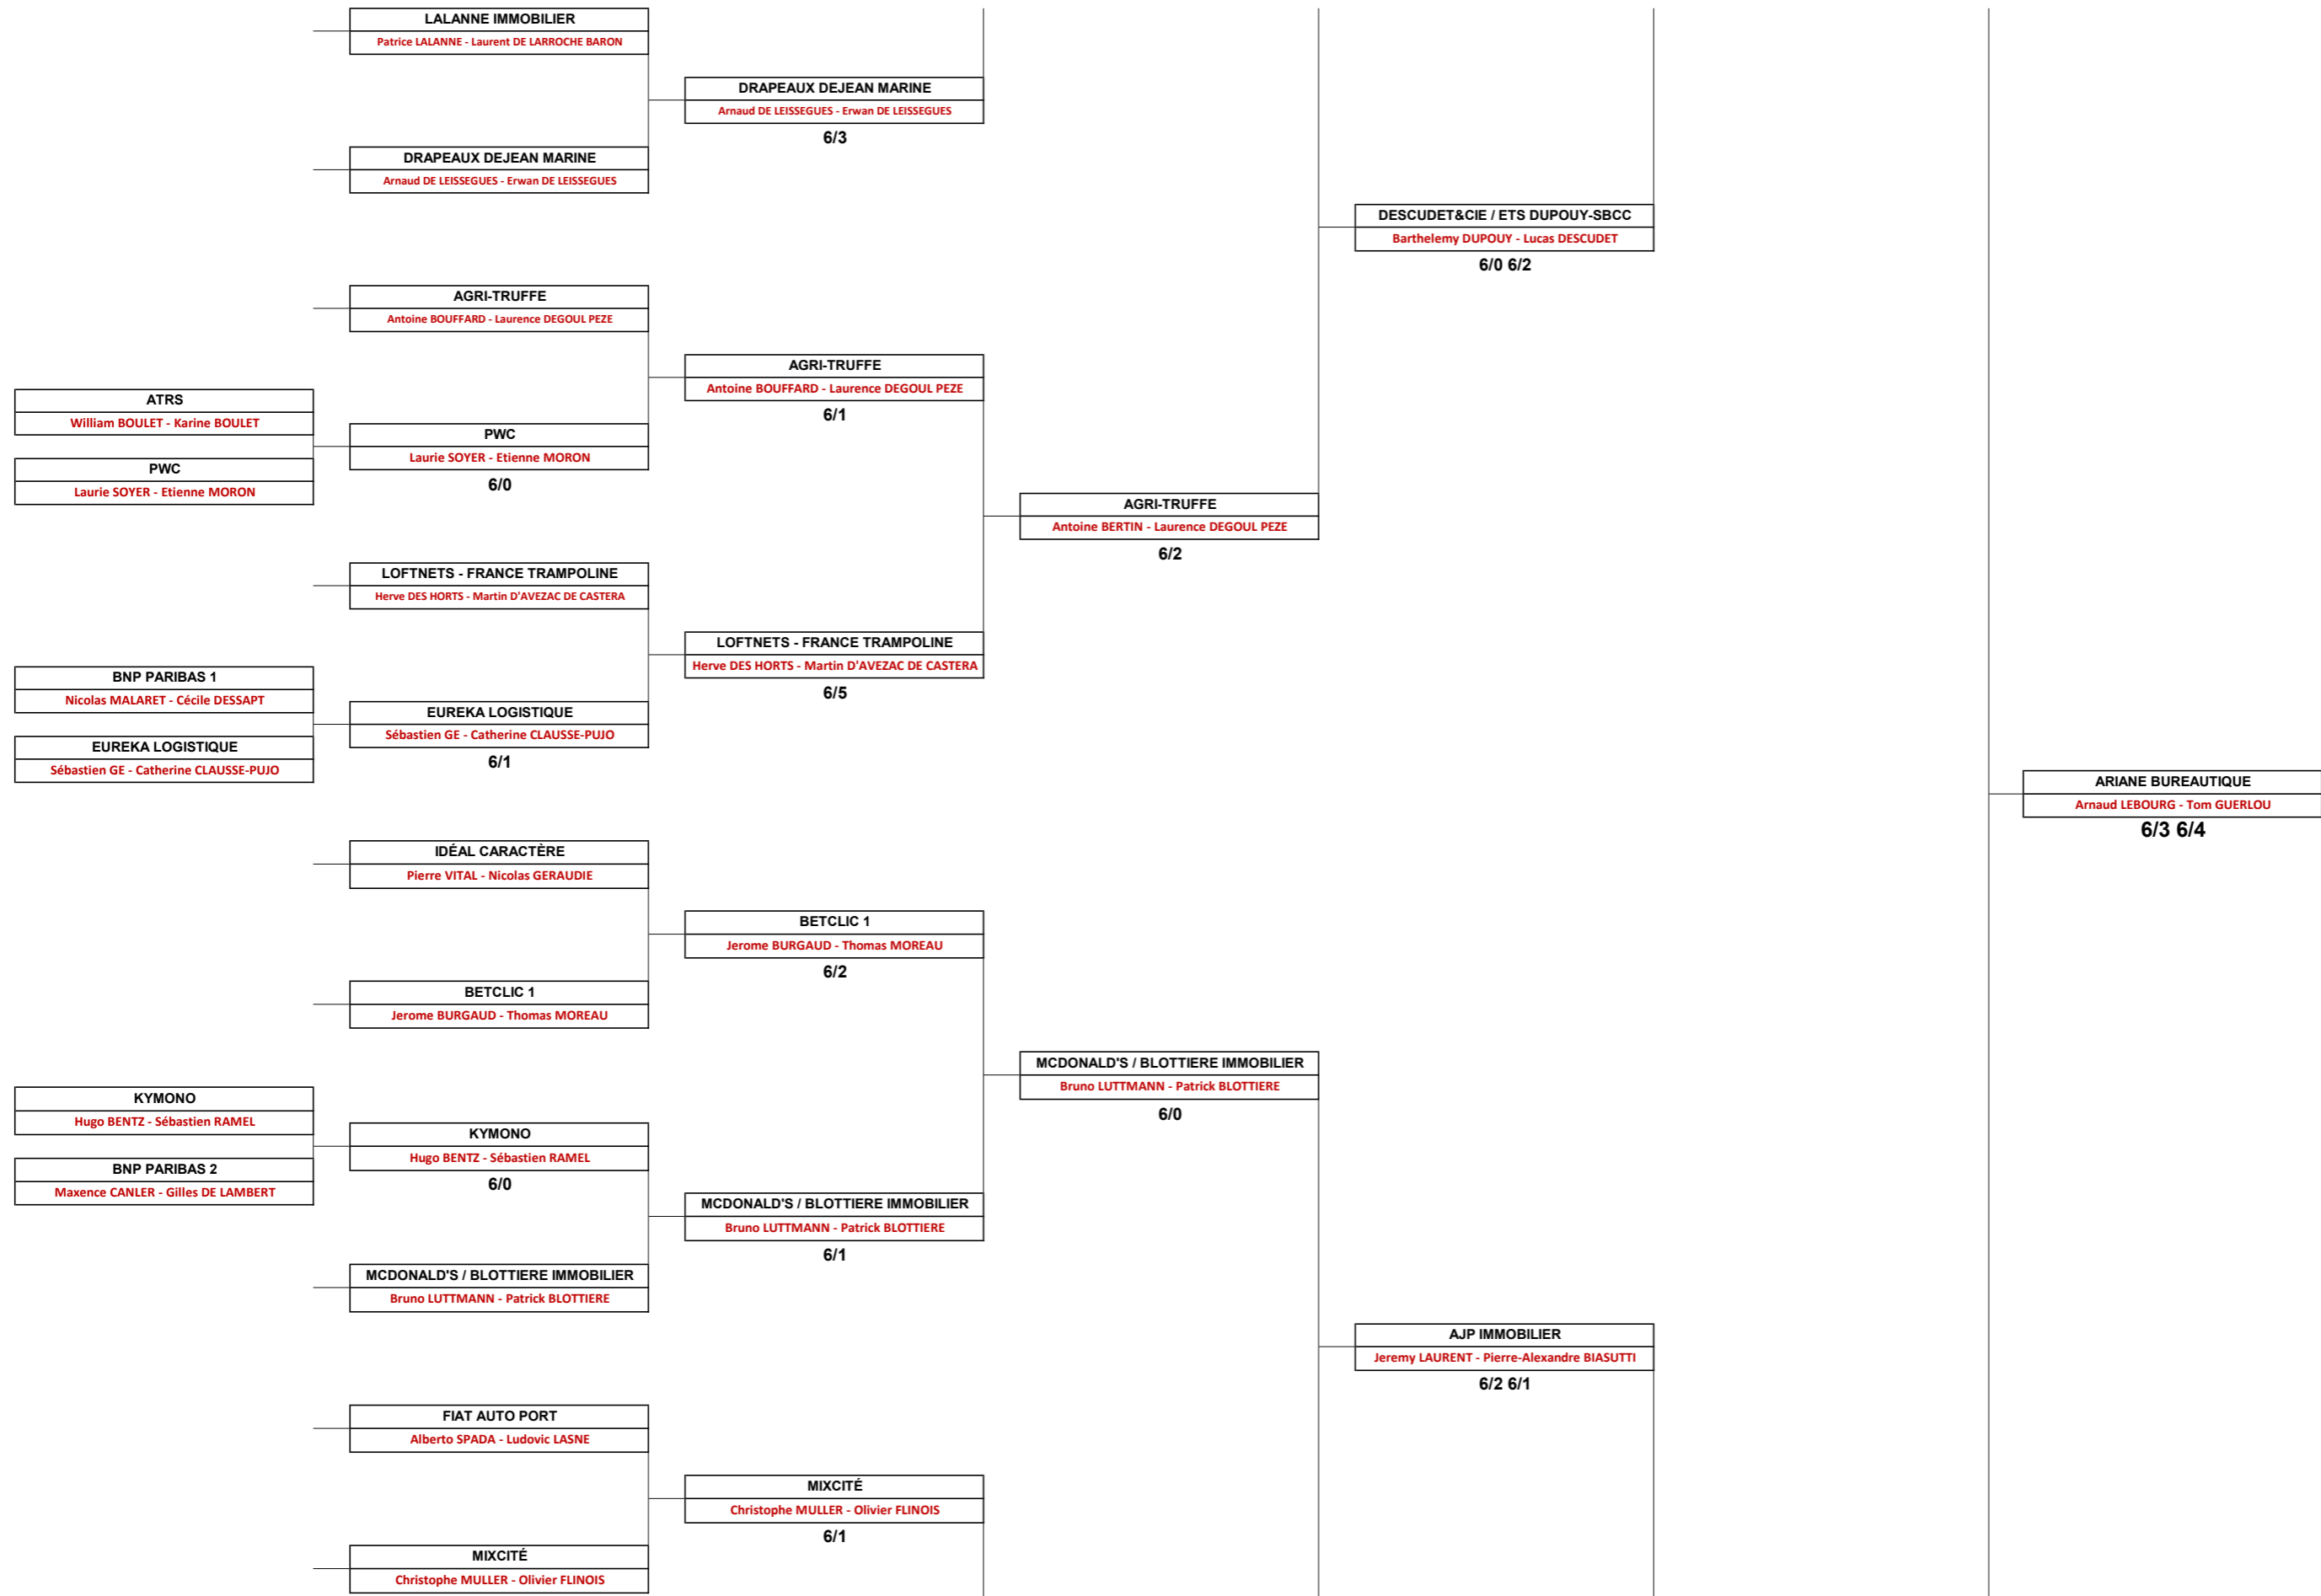 LALANNE IMMOBILIER
Patrice LALANNE - Laurent DE LARROCHE BARON
DRAPEAUX DEJEAN MARINE
Arnaud DE LEISSEGUES - Erwan DE LEISSEGUES
6/3
DRAPEAUX DEJEAN MARINE
Arnaud DE LEISSEGUES - Erwan DE LEISSEGUES
DESCUDET&CIE / ETS DUPOUY-SBCC
Barthelemy DUPOUY - Lucas DESCUDET
6/0 6/2
AGRI-TRUFFE
Antoine BOUFFARD - Laurence DEGOUL PEZE
AGRI-TRUFFE
Antoine BOUFFARD - Laurence DEGOUL PEZE
6/1
ATRS
William BOULET - Karine BOULET
PWC
Laurie SOYER - Etienne MORON
6/0
PWC
Laurie SOYER - Etienne MORON
AGRI-TRUFFE
Antoine BERTIN - Laurence DEGOUL PEZE
6/2
LOFTNETS - FRANCE TRAMPOLINE
Herve DES HORTS - Martin D'AVEZAC DE CASTERA
LOFTNETS - FRANCE TRAMPOLINE
Herve DES HORTS - Martin D'AVEZAC DE CASTERA
6/5
BNP PARIBAS 1
Nicolas MALARET - Cécile DESSAPT
EUREKA LOGISTIQUE
Sébastien GE - Catherine CLAUSSE-PUJO
6/1
EUREKA LOGISTIQUE
Sébastien GE - Catherine CLAUSSE-PUJO
ARIANE BUREAUTIQUE
Arnaud LEBOURG - Tom GUERLOU
6/3 6/4
IDÉAL CARACTÈRE
Pierre VITAL - Nicolas GERAUDIE
BETCLIC 1
Jerome BURGAUD - Thomas MOREAU
6/2
BETCLIC 1
Jerome BURGAUD - Thomas MOREAU
MCDONALD'S / BLOTTIERE IMMOBILIER
Bruno LUTTMANN - Patrick BLOTTIERE
6/0
KYMONO
Hugo BENTZ - Sébastien RAMEL
KYMONO
Hugo BENTZ - Sébastien RAMEL
6/0
BNP PARIBAS 2
Maxence CANLER - Gilles DE LAMBERT
MCDONALD'S / BLOTTIERE IMMOBILIER
Bruno LUTTMANN - Patrick BLOTTIERE
6/1
MCDONALD'S / BLOTTIERE IMMOBILIER
Bruno LUTTMANN - Patrick BLOTTIERE
AJP IMMOBILIER
Jeremy LAURENT - Pierre-Alexandre BIASUTTI
6/2 6/1
FIAT AUTO PORT
Alberto SPADA - Ludovic LASNE
MIXCITÉ
Christophe MULLER - Olivier FLINOIS
6/1
MIXCITÉ
Christophe MULLER - Olivier FLINOIS